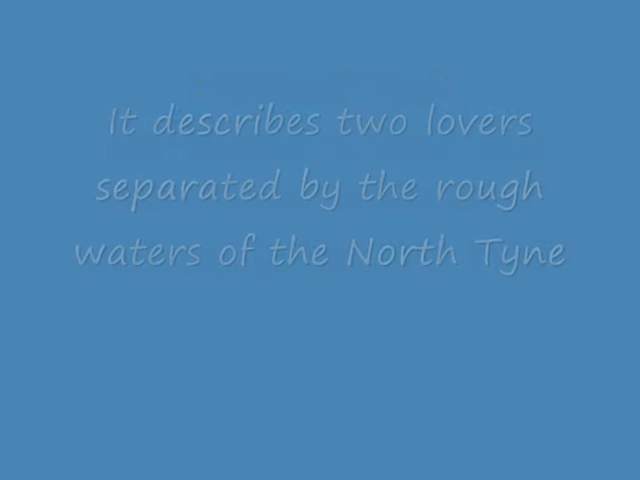 It describes two lovers
separated by the rough
waters of the North Tyne